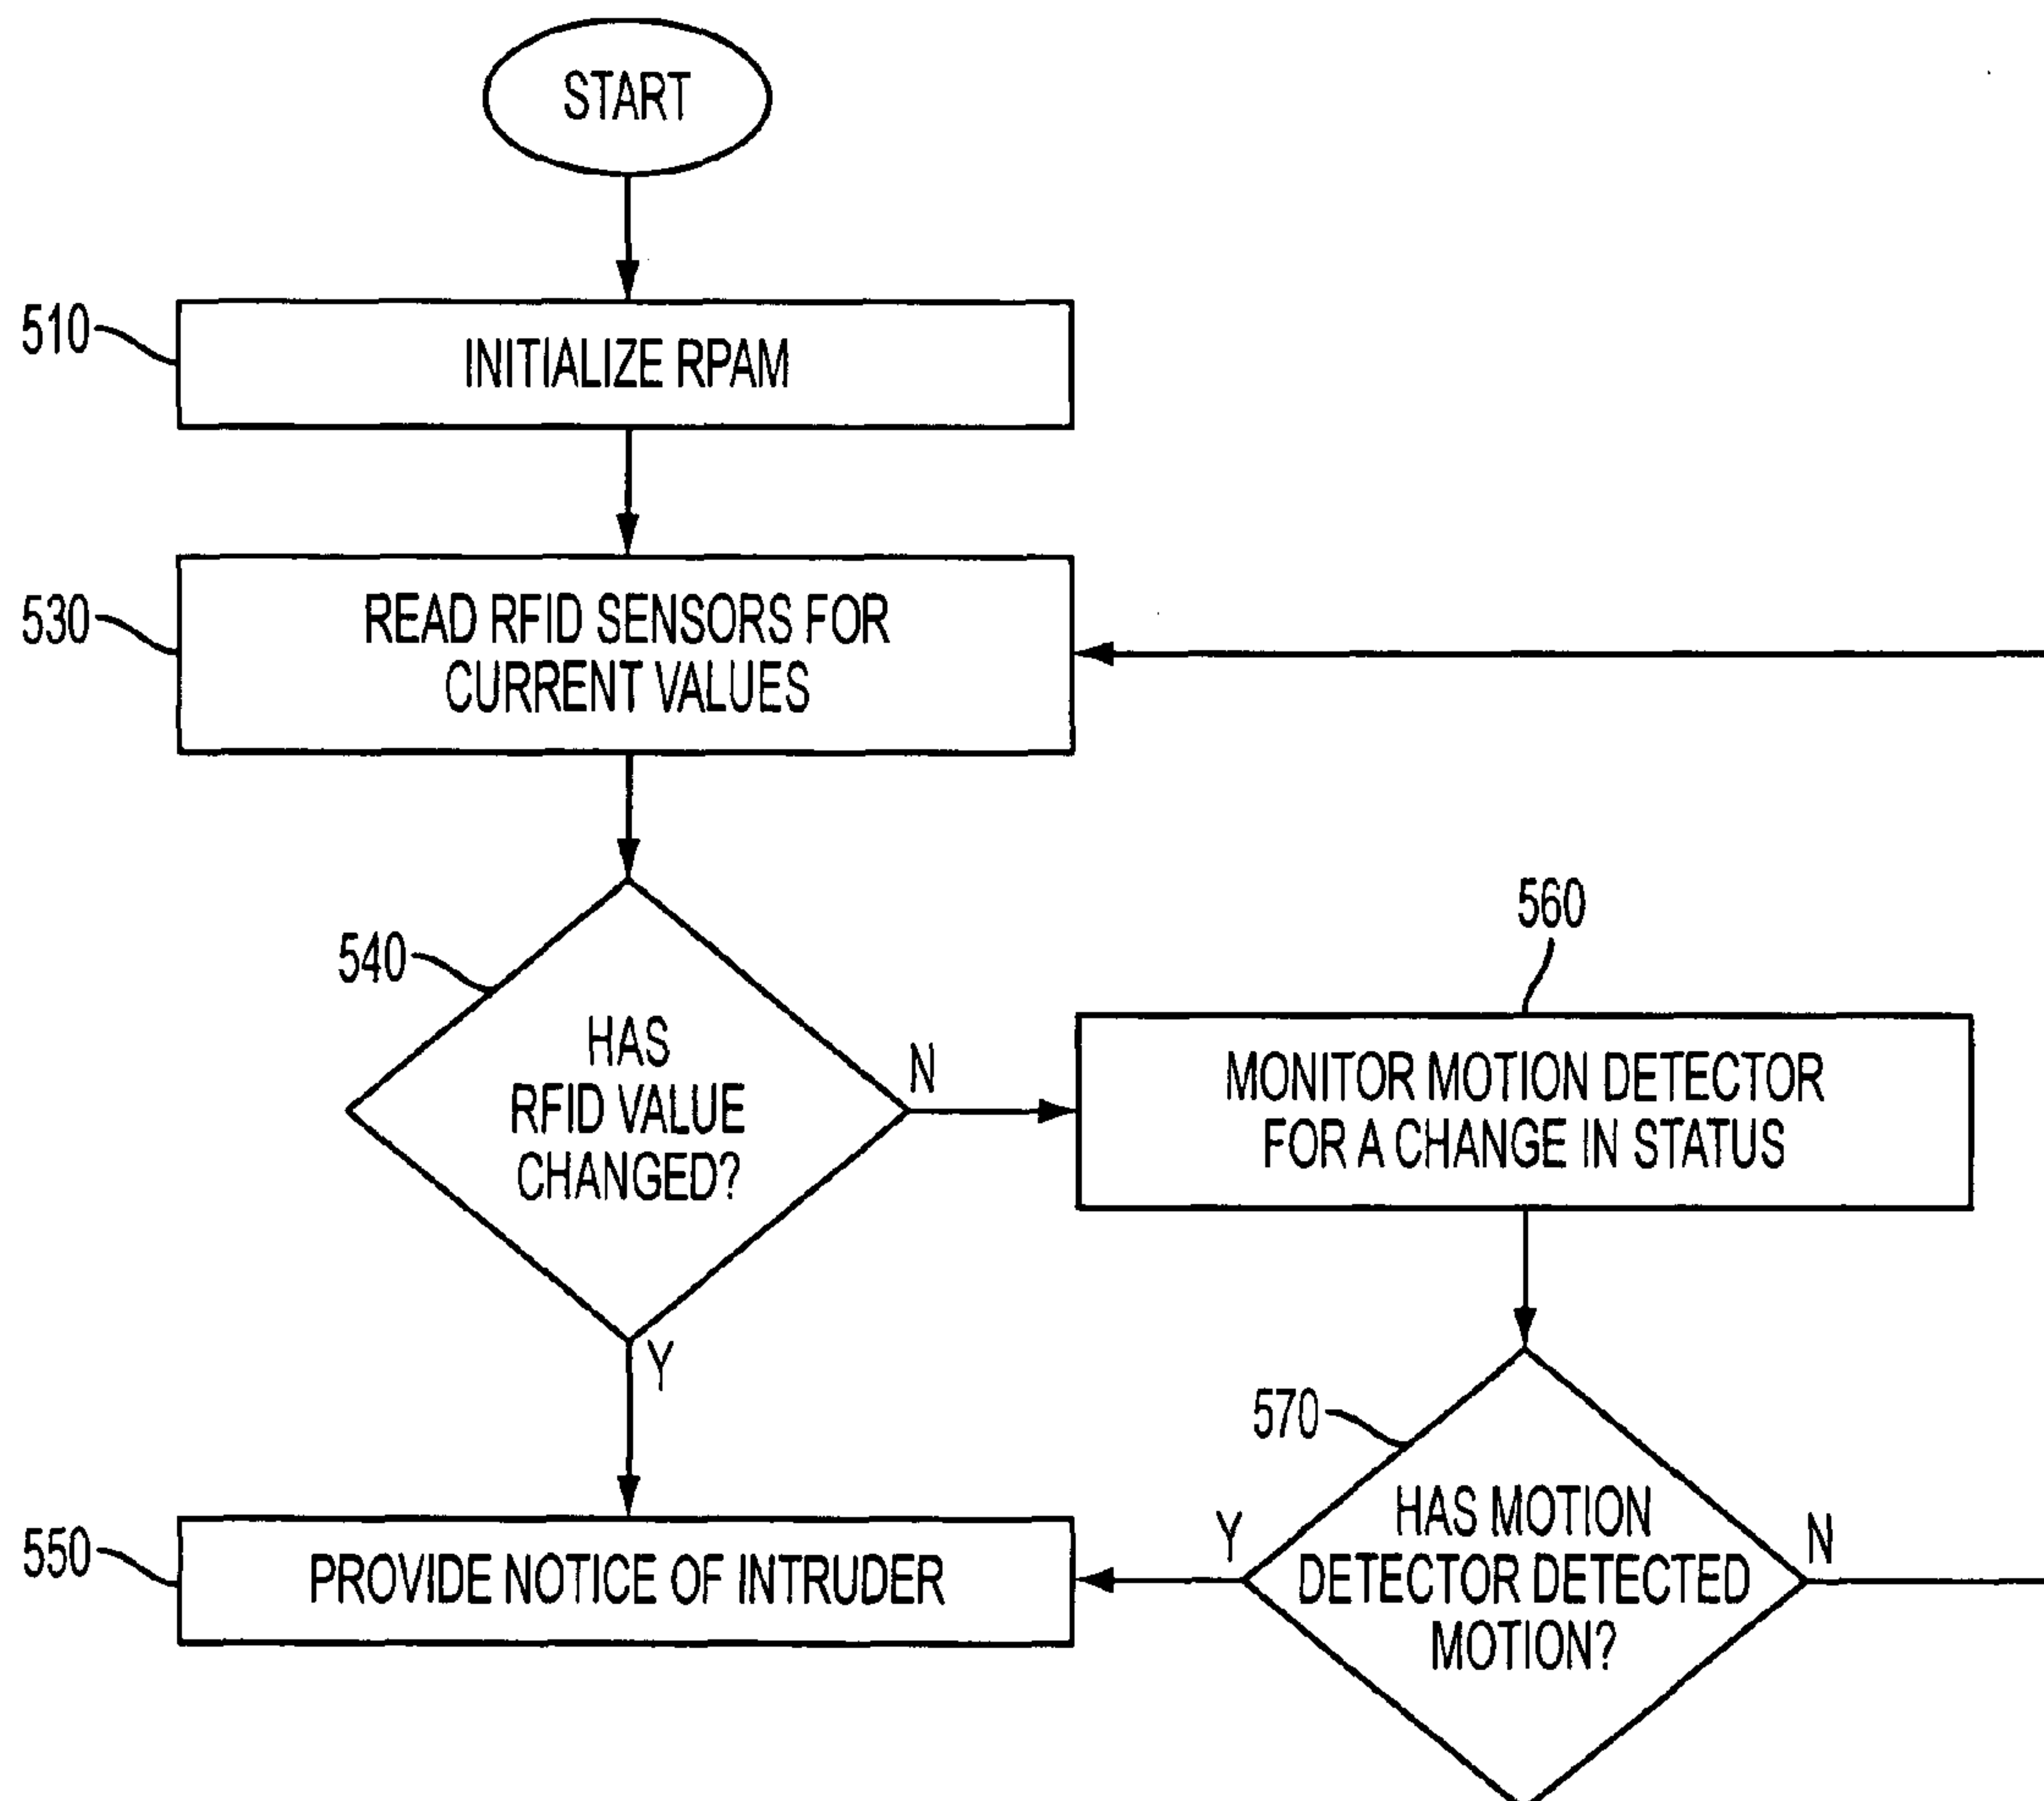 START
510
INITIALIZE RPAM
530
READ RFID SENSORS FOR
CURRENT VALUES
540
HAS
RFID VALUE
CHANGED?
N
Y
560
MONITOR MOTION DETECTOR
FOR A CHANGE IN STATUS
570
HAS MOTION
DETECTOR DETECTED
MOTION?
Y
N
550
PROVIDE NOTICE OF INTRUDER